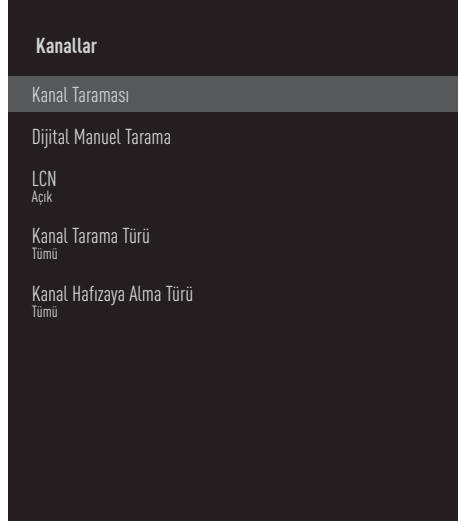 Kanallar
Kanal Taraması
Dijital Manuel Tarama
LCN
Açık
Kanal Tarama Türü
Tümü
Kanal Hafızaya Alma Türü
Tümü